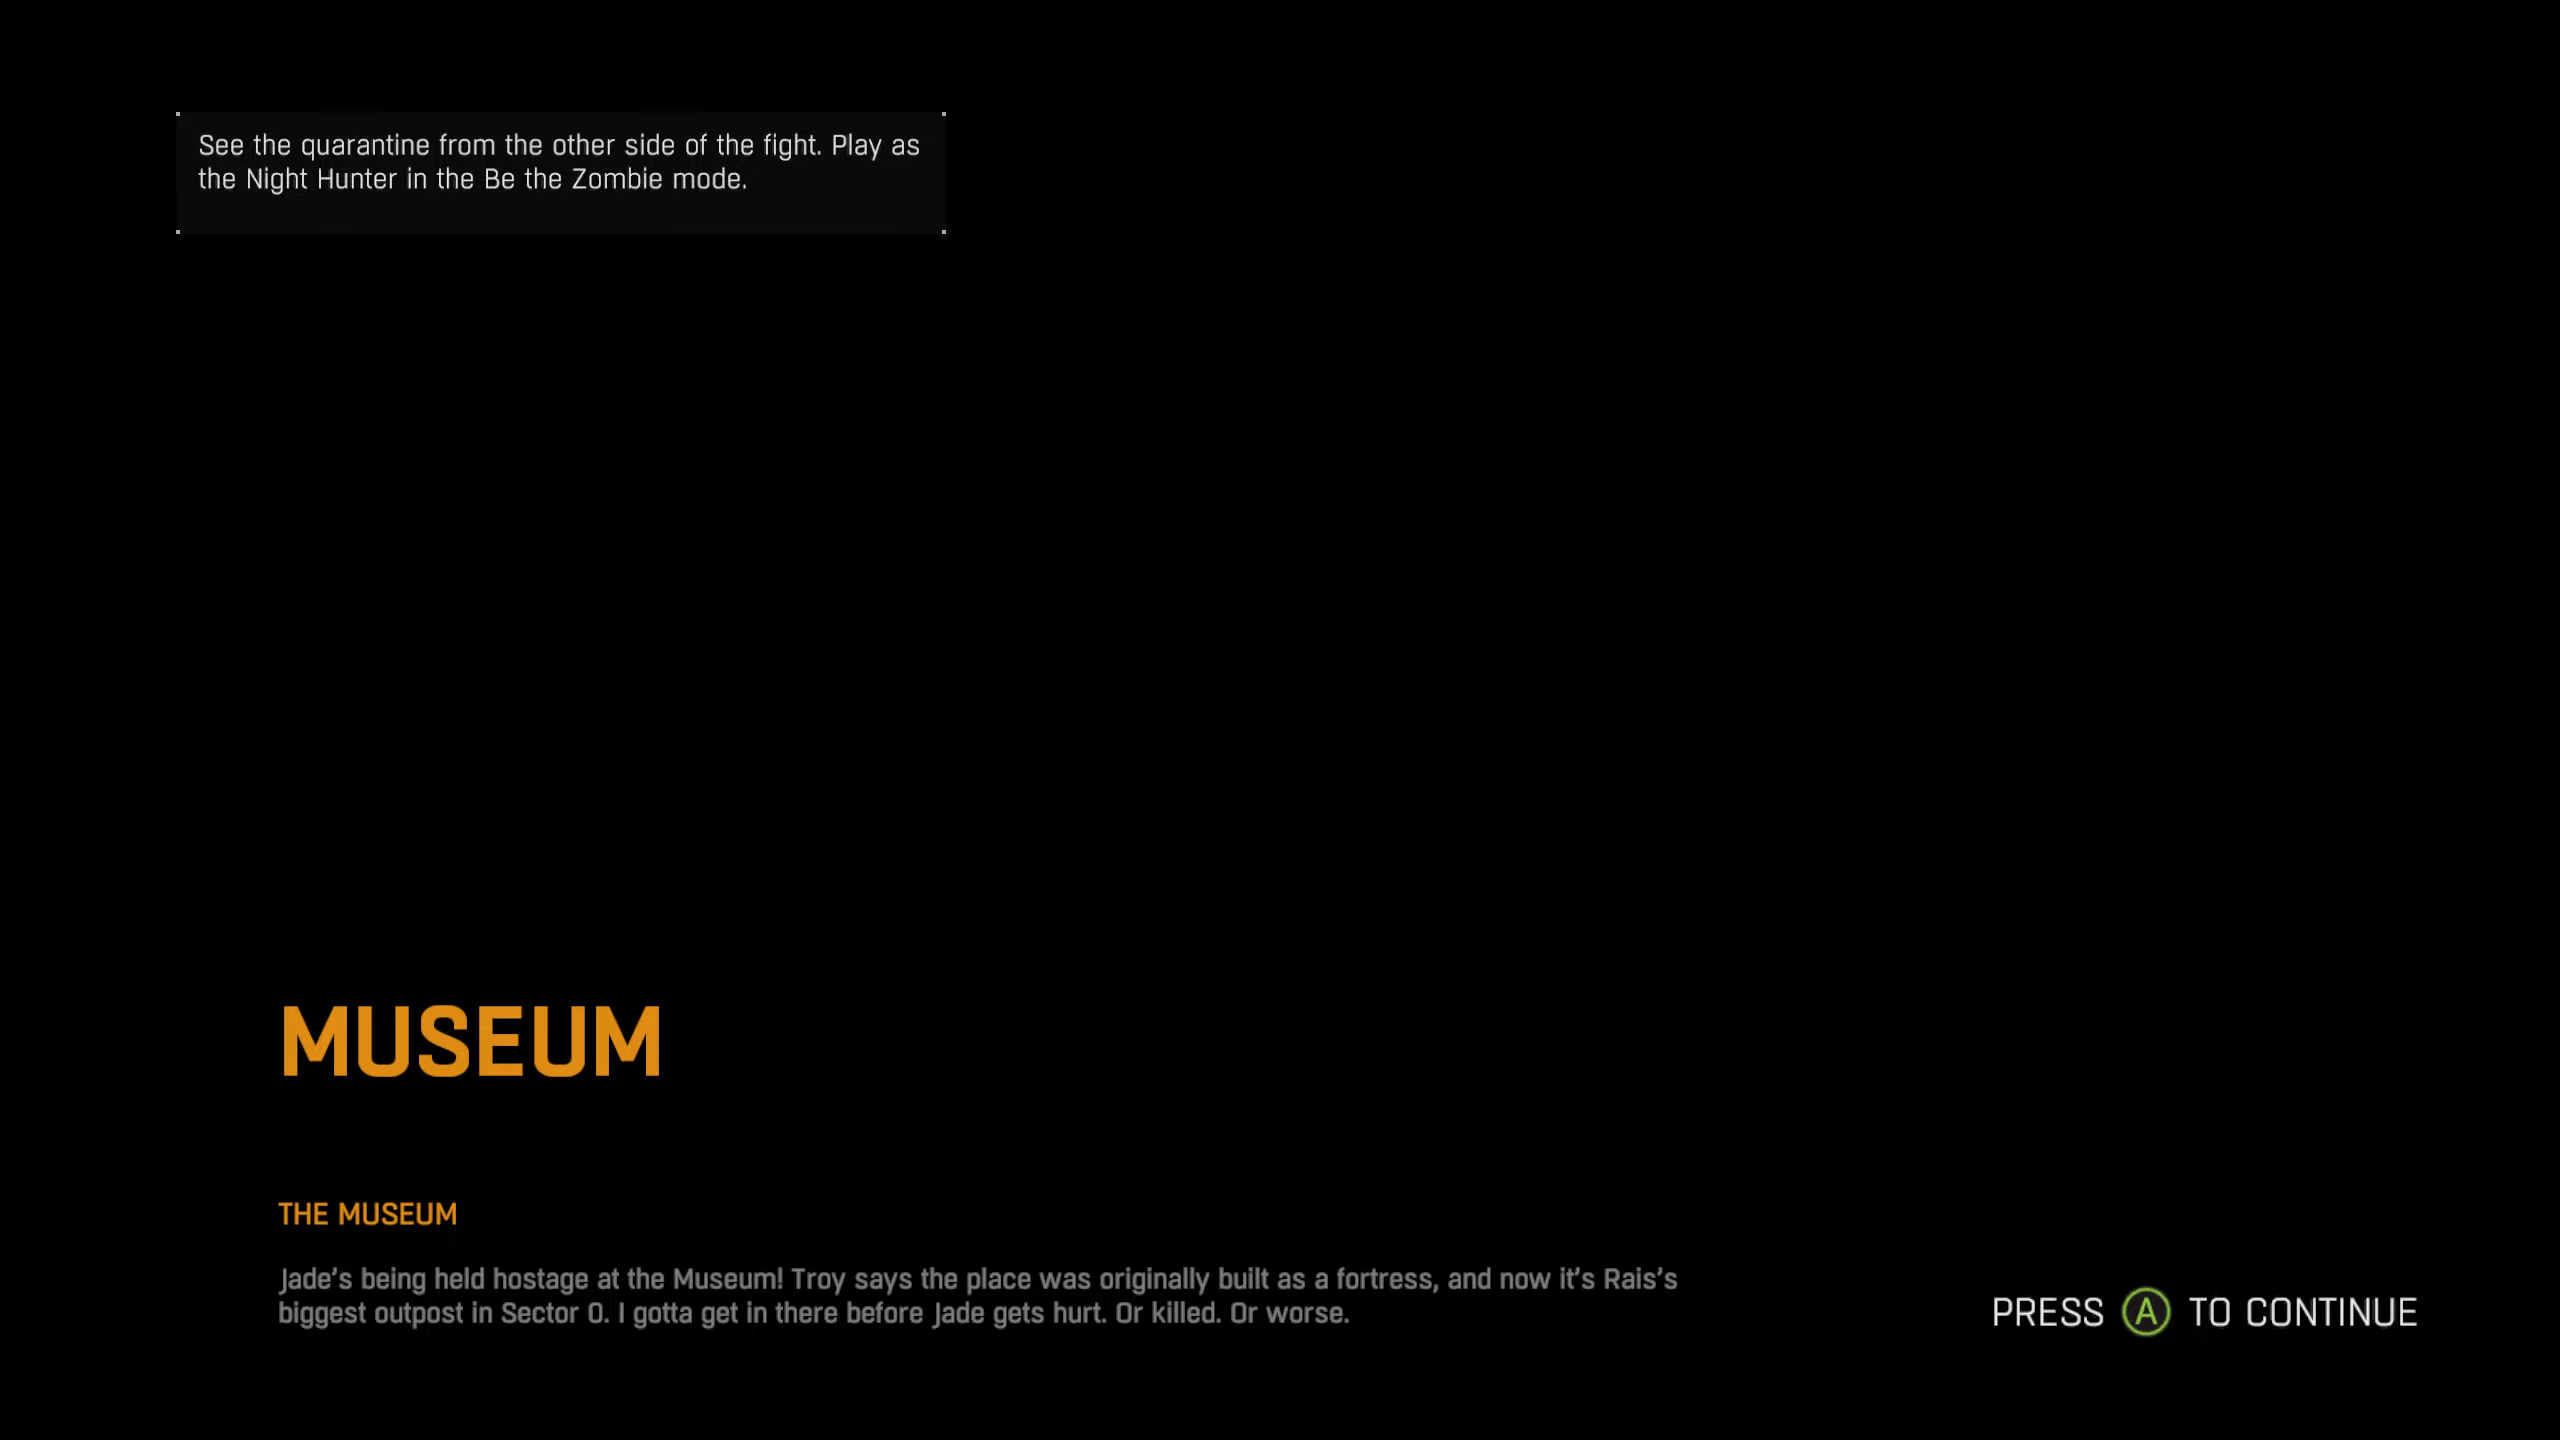 See the quarantine from the other side of the fight. Play as
the Night Hunter in the Be the Zombie mode.
MUSEUM
THE MUSEUM
Jade's being held hostage at the Museum! Troy says the place was originally built as a fortress, and now it's Rais's
biggest outpost in Sector 0. I gotta get in there before Jade gets hurt. Or killed. Or worse.
PRESS A TO CONTINUE